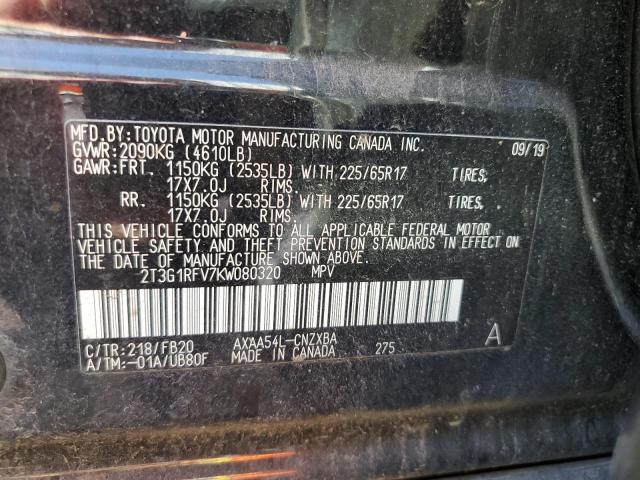 MFD.BY:TOYOTA MOTOR MANUFACTURING CANADA INC.
GVWR:2090KG (4610LB) 09/19
GAWR:FRT. 1150KG (2535LB) WITH 225/65R17 TIRES,
17X7.0J RIMS.
RR. 1150KG (2535LB) WITH 225/65R17 TIRES,
17X7.0J RIMS.
THIS VEHICLE CONFORMS TO ALL APPLICABLE FEDERAL MOTOR
VEHICLE SAFETY AND THEFT PREVENTION STANDARDS IN EFFECT ON
THE DATE OF MANUFACTURE SHOWN ABOVE.
2T3G1RFV7KW080320 MPV
C/TR:218/FB20 AXAA54L-CNZXBA A
A/TM:-01A/UB80F MADE IN CANADA 275